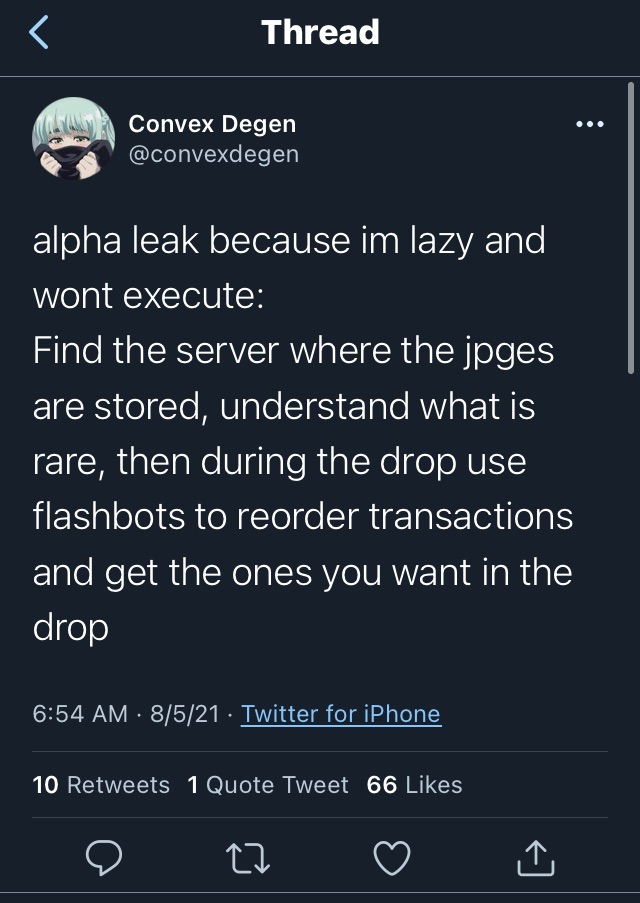 Thread
Convex Degen
@convexdegen
alpha leak because im lazy and
wont execute:
Find the server where the jpges
are stored, understand what is
rare, then during the drop use
flashbots to reorder transactions
and get the ones you want in the
drop
6:54 AM · 8/5/21 · Twitter for iPhone
10 Retweets 1 Quote Tweet 66 Likes